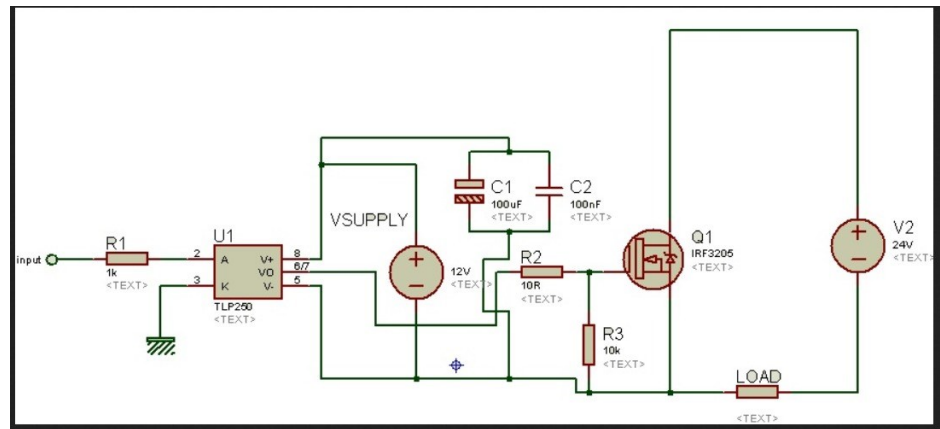 input
R1
1k
<TEXT>
U1
2
3
A
K
V+
VO
V-
8
6/7
5
TLP250
<TEXT>
VSUPPLY
12V
<TEXT>
C1
100uF
<TEXT>
C2
100nF
<TEXT>
R2
10R
<TEXT>
R3
10k
<TEXT>
Q1
IRF3205
<TEXT>
V2
24V
<TEXT>
LOAD
<TEXT>